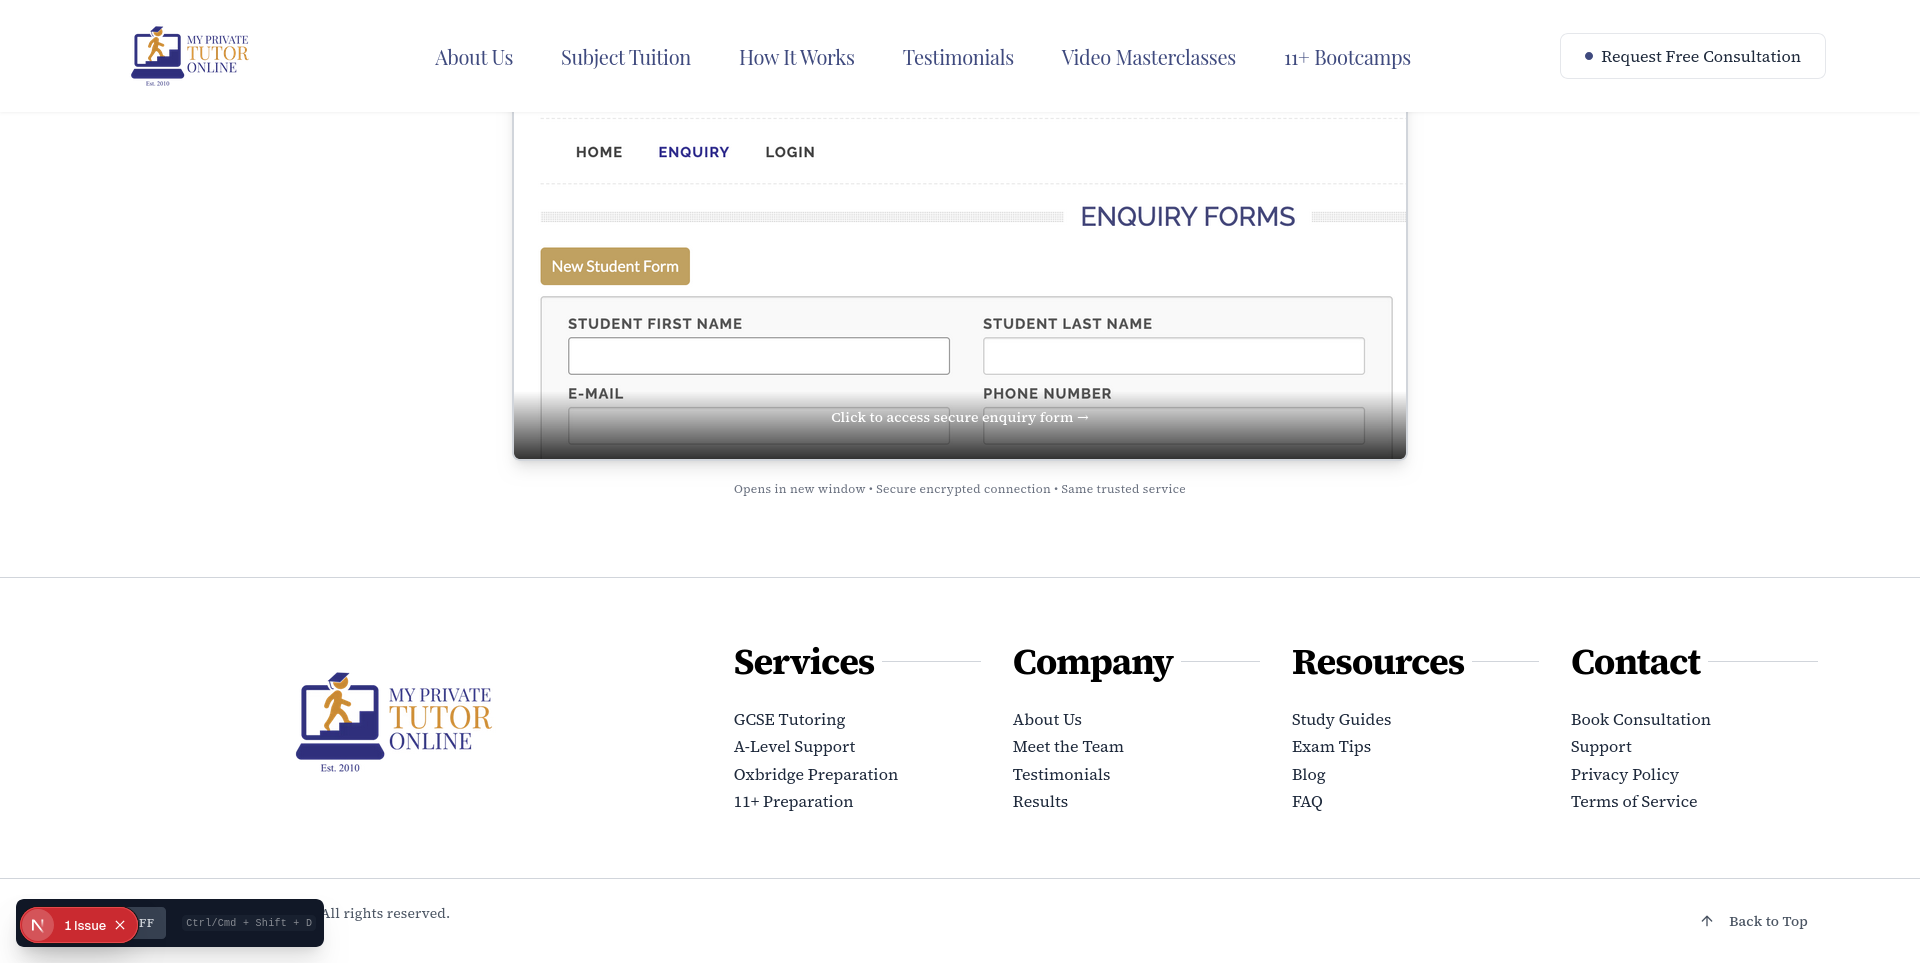 MY PRIVATE
TUTOR
ONLINE
Est. 2010
About Us
Subject Tuition
How It Works
Testimonials
Video Masterclasses
11+ Bootcamps
Request Free Consultation
HOME
ENQUIRY
LOGIN
ENQUIRY FORMS
New Student Form
STUDENT FIRST NAME
STUDENT LAST NAME
E-MAIL
PHONE NUMBER
Click to access secure enquiry form →
Opens in new window • Secure encrypted connection • Same trusted service
MY PRIVATE
TUTOR
ONLINE
Est. 2010
Services
GCSE Tutoring
A-Level Support
Oxbridge Preparation
11+ Preparation
Company
About Us
Meet the Team
Testimonials
Results
Resources
Study Guides
Exam Tips
Blog
FAQ
Contact
Book Consultation
Support
Privacy Policy
Terms of Service
All rights reserved.
N
1 Issue
FF
Ctrl/Cmd + Shift + D
Back to Top